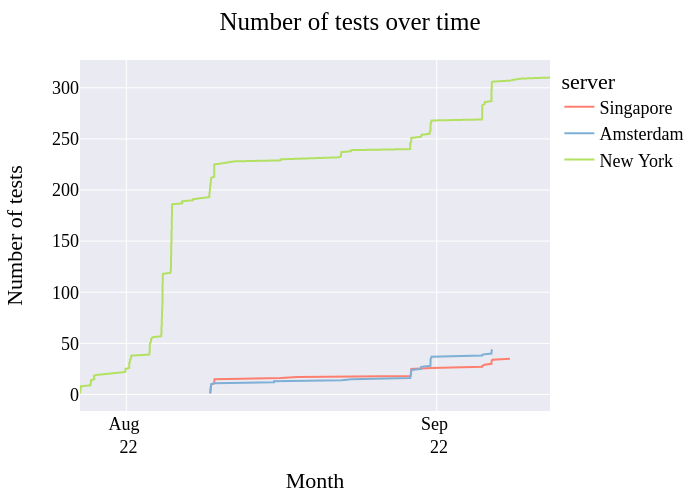 Number of tests over time
Number of tests
300
250
200
150
100
50
0
Aug
22
Sep
22
Month
server
Singapore
Amsterdam
New York